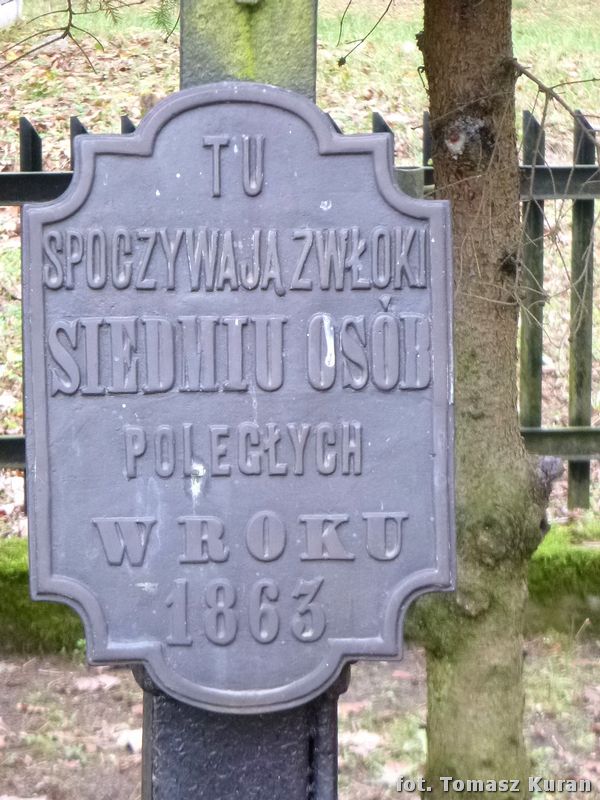 TU
SPOCZYWAJĄ ZWŁOKI
SIEDMIU OSÓB
POLEGŁYCH
W ROKU
1863
fot. Tomasz Kuran